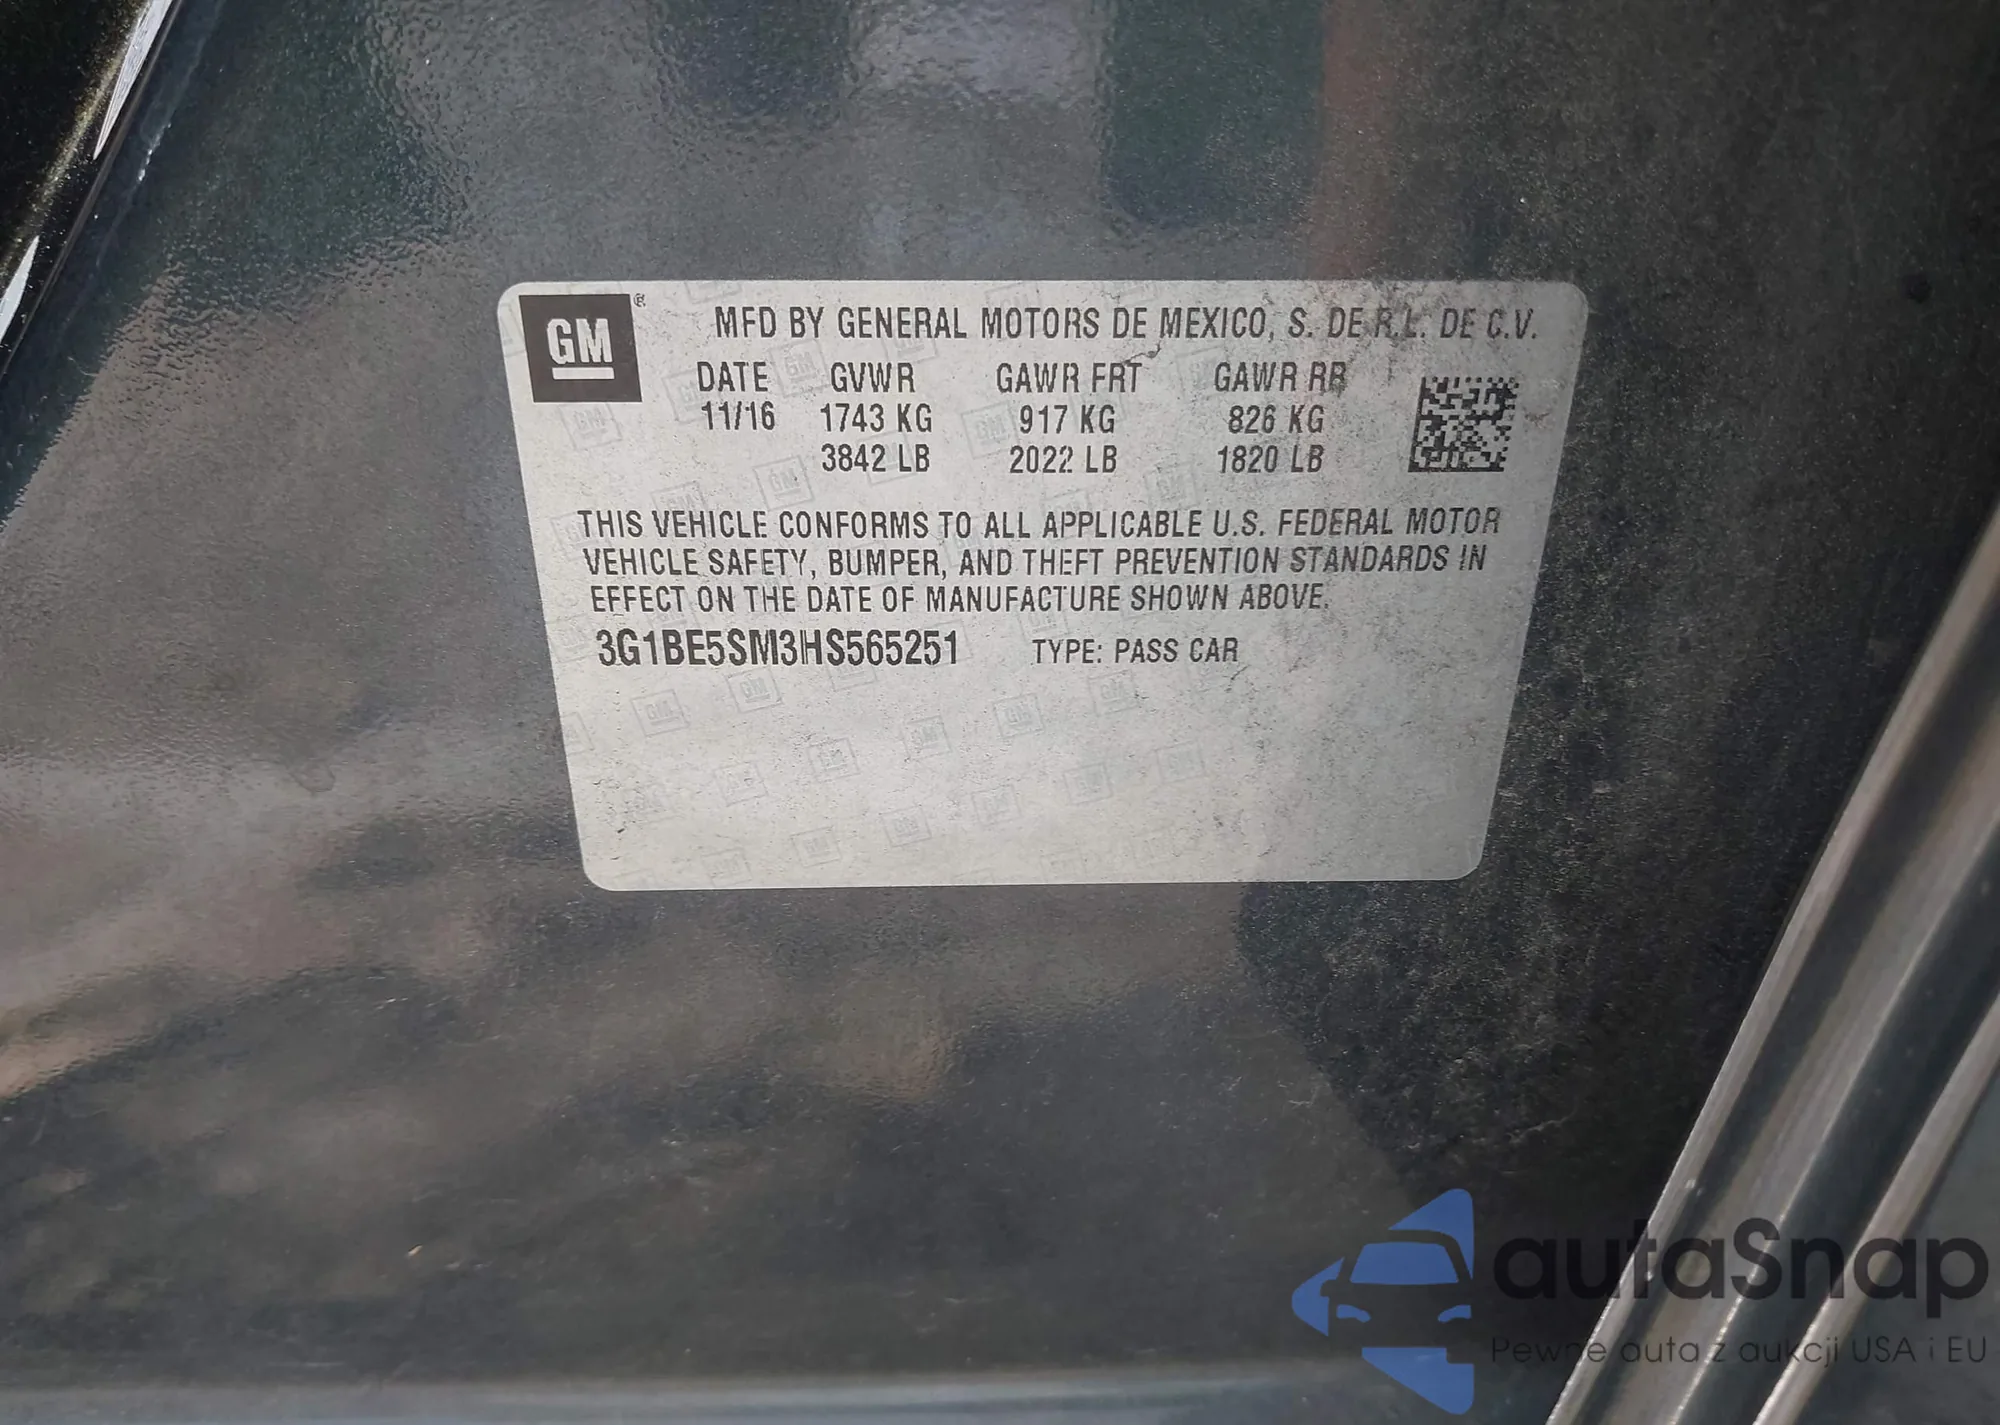 GM ®
MFD BY GENERAL MOTORS DE MEXICO, S. DE R.L. DE C.V.
DATE GVWR GAWR FRT GAWR RR
11/16 1743 KG 917 KG 826 KG
3842 LB 2022 LB 1820 LB
THIS VEHICLE CONFORMS TO ALL APPLICABLE U.S. FEDERAL MOTOR
VEHICLE SAFETY, BUMPER, AND THEFT PREVENTION STANDARDS IN
EFFECT ON THE DATE OF MANUFACTURE SHOWN ABOVE.
3G1BE5SM3HS565251 TYPE: PASS CAR
autaSnap
Pewne auta z aukcji USA i EU